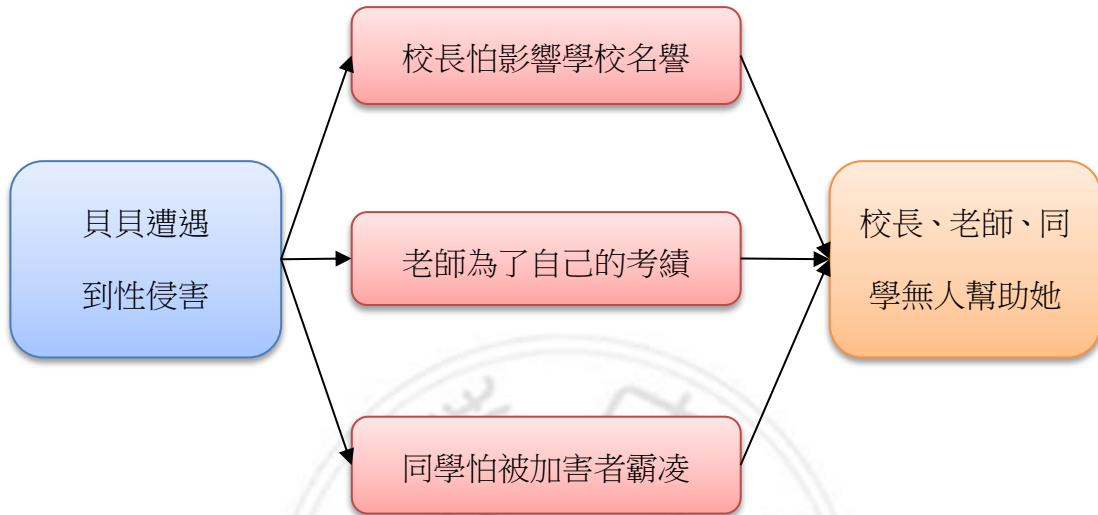 校長怕影響學校名譽
貝貝遭遇
到性侵害
老師為了自己的考績
同學怕被加害者霸凌
校長、老師、同
學無人幫助她